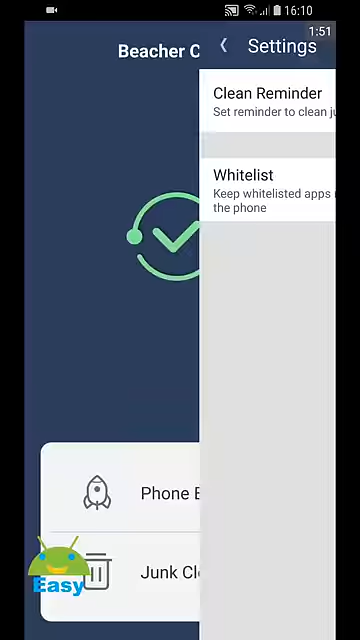 16:10
1:51
Beacher C
Settings
Clean Reminder
Set reminder to clean ju
Whitelist
Keep whitelisted apps
the phone
Phone
Junk Cl
Easy